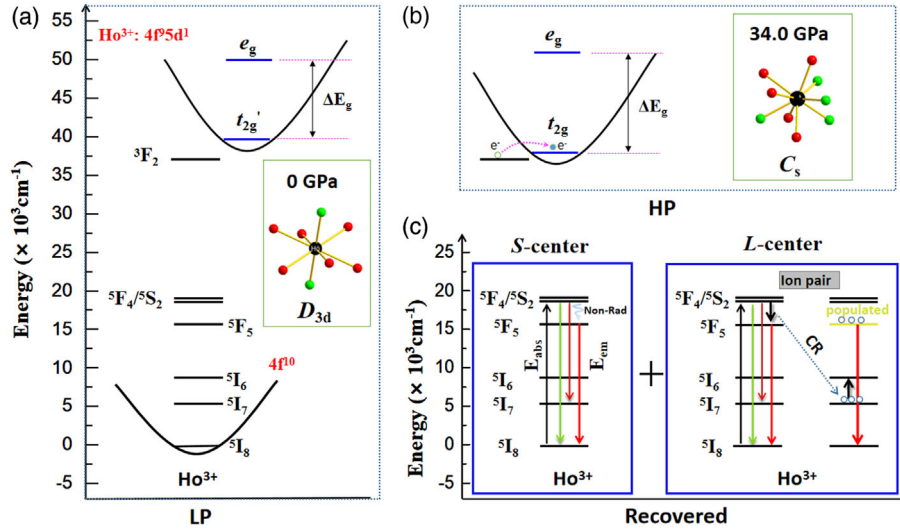 (a)
Ho³⁺: 4f⁹5d¹
Energy (× 10³cm⁻¹)
50
45
40
35
30
25
20
15
10
5
0
-5
e_g
t_2g'
ΔE_g
³F₂
0 GPa
Ho
D_3d
⁵F₄/⁵S₂
⁵F₅
4f¹⁰
⁵I₆
⁵I₇
⁵I₈
Ho³⁺
LP
(b)
e_g
t_2g
ΔE_g
e⁻
e⁻
34.0 GPa
C_s
HP
(c)
Energy (× 10³cm⁻¹)
25
20
15
10
5
0
-5
S-center
L-center
Ion pair
⁵F₄/⁵S₂
⁵F₅
⁵I₆
⁵I₇
⁵I₈
E_abs
Non-Rad
E_em
Ho³⁺
+
⁵F₄/⁵S₂
⁵F₅
⁵I₆
⁵I₇
⁵I₈
populated
CR
Ho³⁺
Recovered